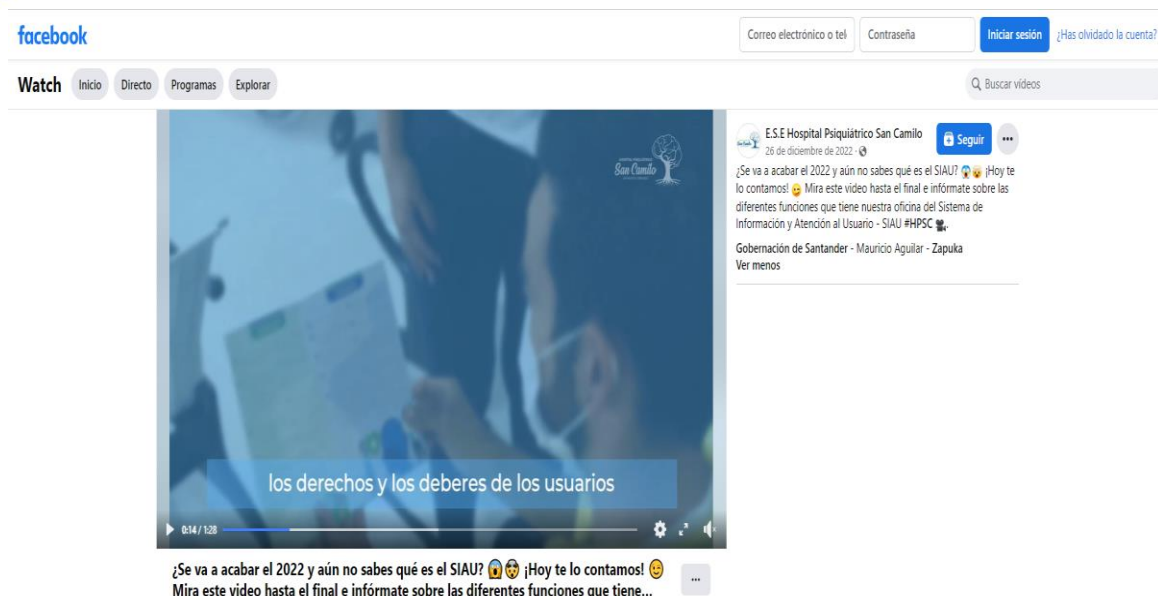 facebook
Correo electrónico o tel
Contraseña
Iniciar sesión
¿Has olvidado la cuenta?
Watch
Inicio
Directo
Programas
Explorar
Buscar vídeos
San Camilo
E.S.E Hospital Psiquiátrico San Camilo
26 de diciembre de 2022 ·
Seguir
¿Se va a acabar el 2022 y aún no sabes qué es el SIAU? 😱😯 ¡Hoy te
lo contamos! 😉 Mira este video hasta el final e infórmate sobre las
diferentes funciones que tiene nuestra oficina del Sistema de
Información y Atención al Usuario - SIAU #HPSC 🎥.
Gobernación de Santander - Mauricio Aguilar - Zapuka
Ver menos
los derechos y los deberes de los usuarios
0:14 / 1:28
¿Se va a acabar el 2022 y aún no sabes qué es el SIAU? 😱😯 ¡Hoy te lo contamos! 😉
Mira este video hasta el final e infórmate sobre las diferentes funciones que tiene...